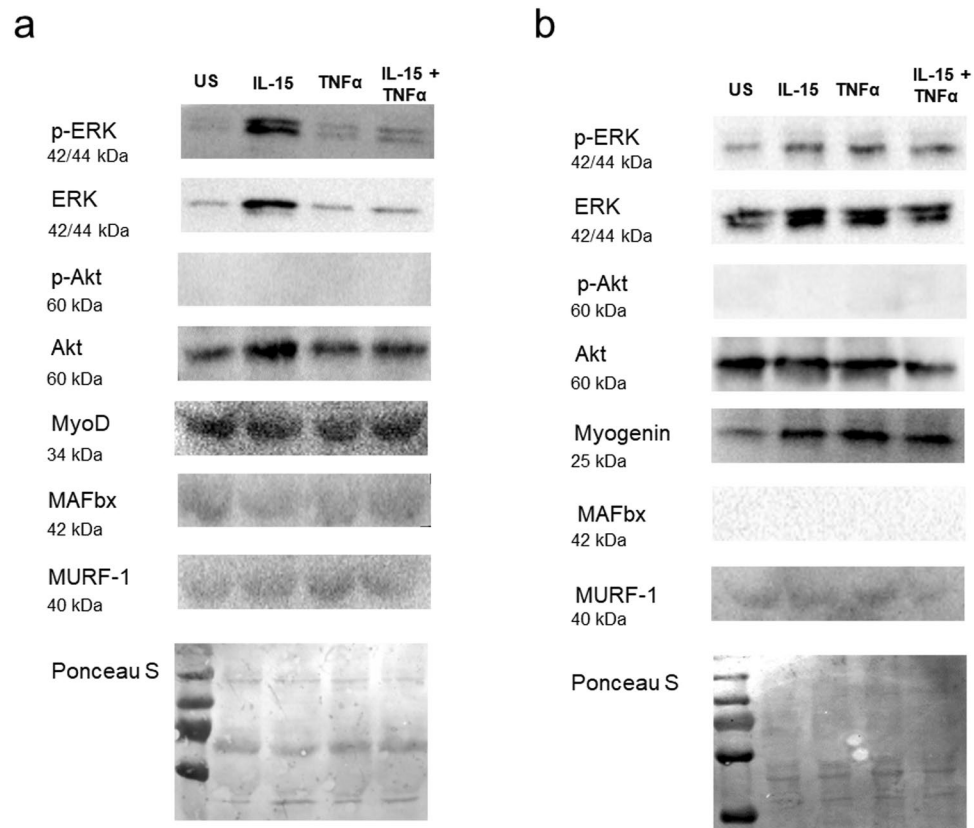 a
US IL-15 TNFα IL-15 +
TNFα
p-ERK
42/44 kDa
ERK
42/44 kDa
p-Akt
60 kDa
Akt
60 kDa
MyoD
34 kDa
MAFbx
42 kDa
MURF-1
40 kDa
Ponceau S
b
US IL-15 TNFα IL-15 +
TNFα
p-ERK
42/44 kDa
ERK
42/44 kDa
p-Akt
60 kDa
Akt
60 kDa
Myogenin
25 kDa
MAFbx
42 kDa
MURF-1
40 kDa
Ponceau S